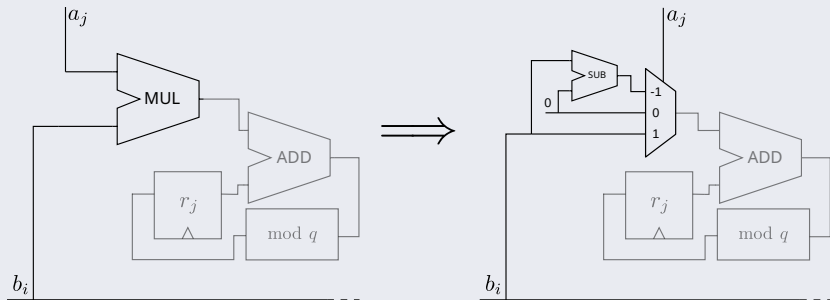 a_j
MUL
ADD
r_j
mod q
b_i
a_j
SUB
-1
0
0
1
ADD
r_j
mod q
b_i